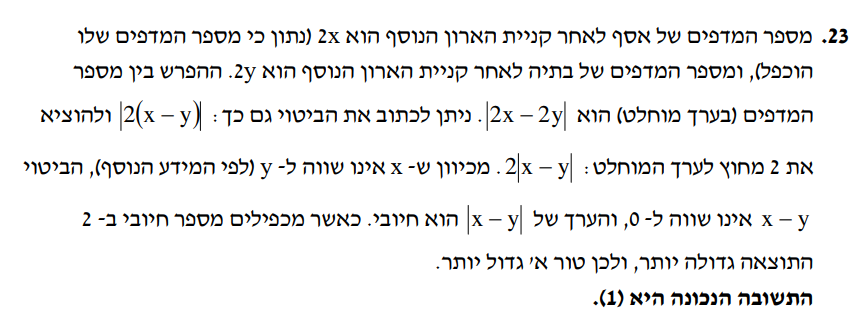 23. מספר המדפים של אסף לאחר קניית הארון הנוסף הוא 2x (נתון כי מספר המדפים שלו
הוכפל), ומספר המדפים של בתיה לאחר קניית הארון הנוסף הוא 2y. ההפרש בין מספר
המדפים (בערך מוחלט) הוא |2x − 2y|. ניתן לכתוב את הביטוי גם כך: |2(x − y)| ולהוציא
את 2 מחוץ לערך המוחלט: 2|x − y|. מכיוון ש- x אינו שווה ל- y (לפי המידע הנוסף), הביטוי
x − y אינו שווה ל- 0, והערך של |x − y| הוא חיובי. כאשר מכפילים מספר חיובי ב- 2
התוצאה גדולה יותר, ולכן טור א' גדול יותר.
התשובה הנכונה היא (1).